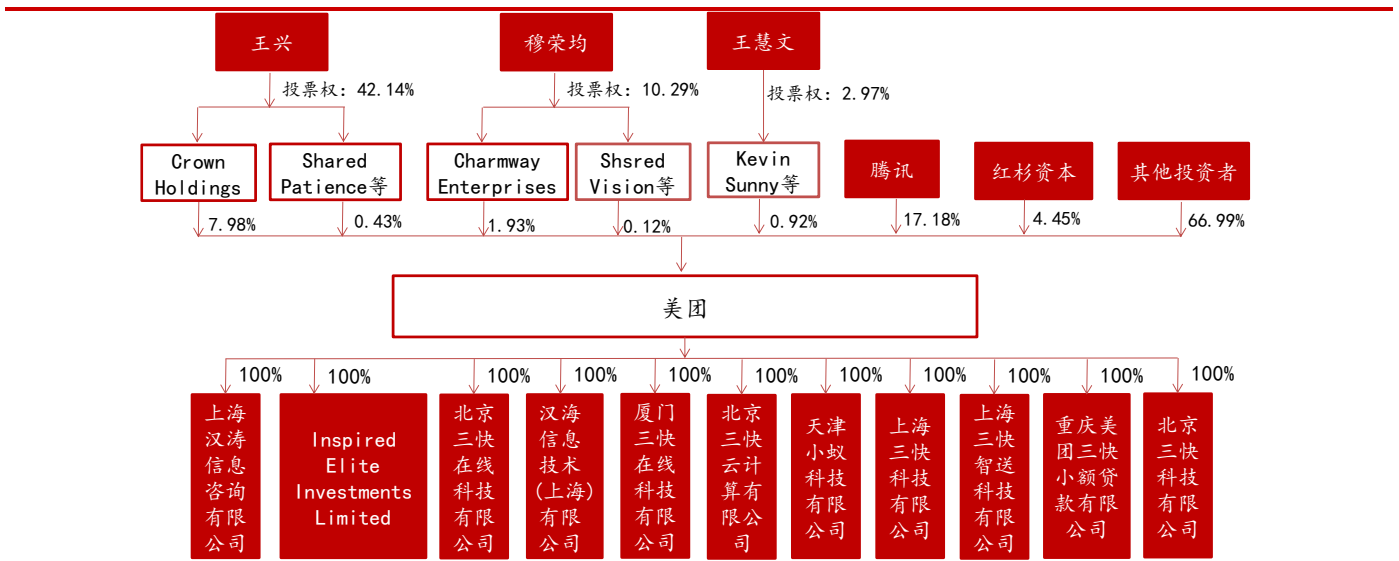 王兴
穆荣均
王慧文
投票权：42.14%
投票权：10.29%
投票权：2.97%
Crown
Holdings
Shared
Patience等
Charmway
Enterprises
Shsred
Vision等
Kevin
Sunny等
腾讯
红杉资本
其他投资者
7.98%
0.43%
1.93%
0.12%
0.92%
17.18%
4.45%
66.99%
美团
100%
100%
100%
100%
100%
100%
100%
100%
100%
100%
100%
上海
汉涛
信息
咨询
有限
公司
Inspired
Elite
Investments
Limited
北京
三快
在线
科技
有限
公司
汉海
信息
技术
(上海)
有限
公司
厦门
三快
在线
科技
有限
公司
北京
三快
云计
算有
限公
司
天津
小蚁
科技
有限
公司
上海
三快
科技
有限
公司
上海
三快
智送
科技
有限
公司
重庆美
团三快
小额贷
款有限
公司
北京
三快
科技
有限
公司